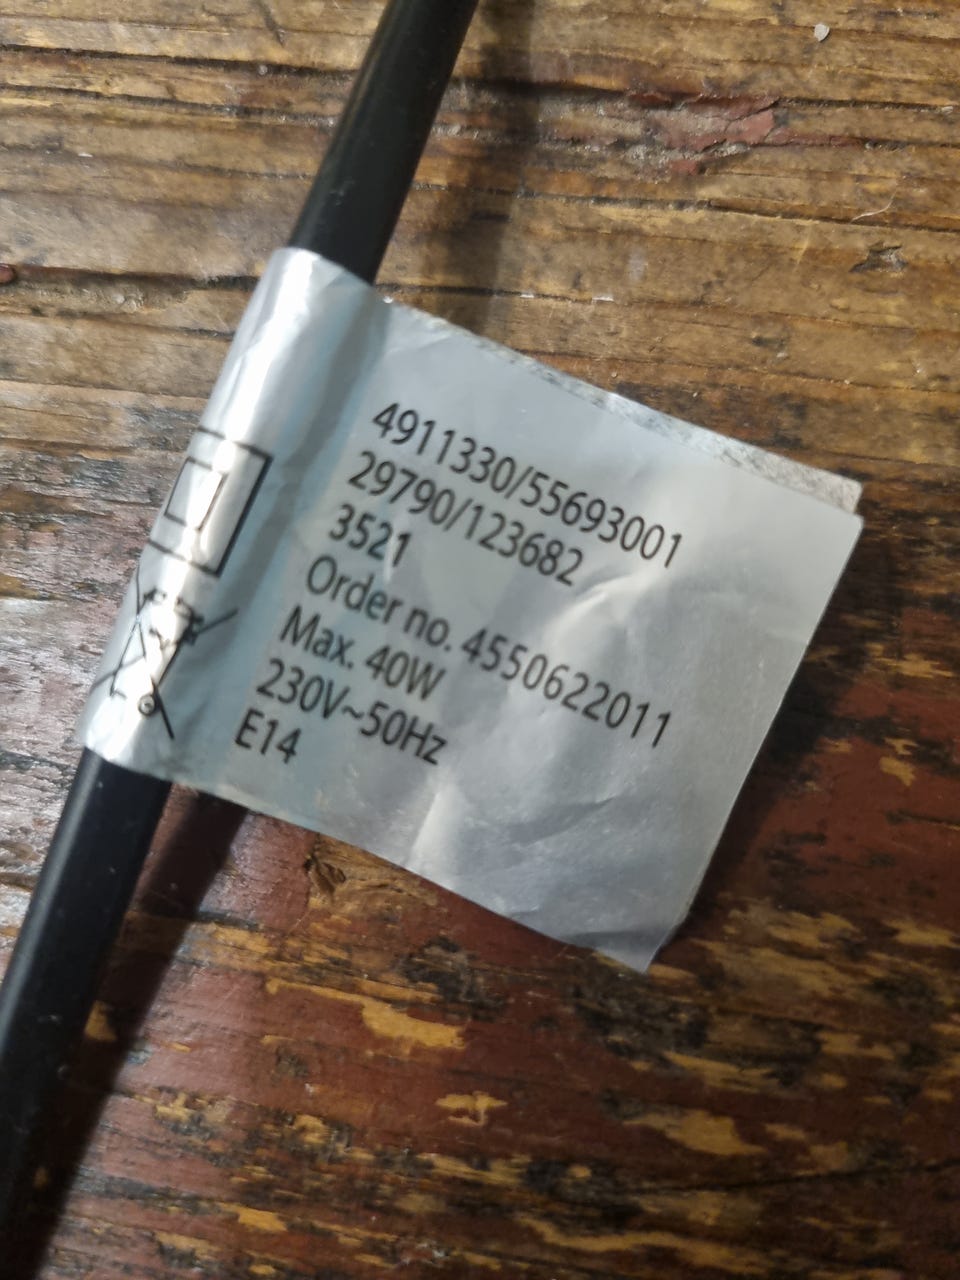 4911330/55693001
29790/123682
3521
Order no. 4550622011
Max. 40W
230V~50Hz
E14